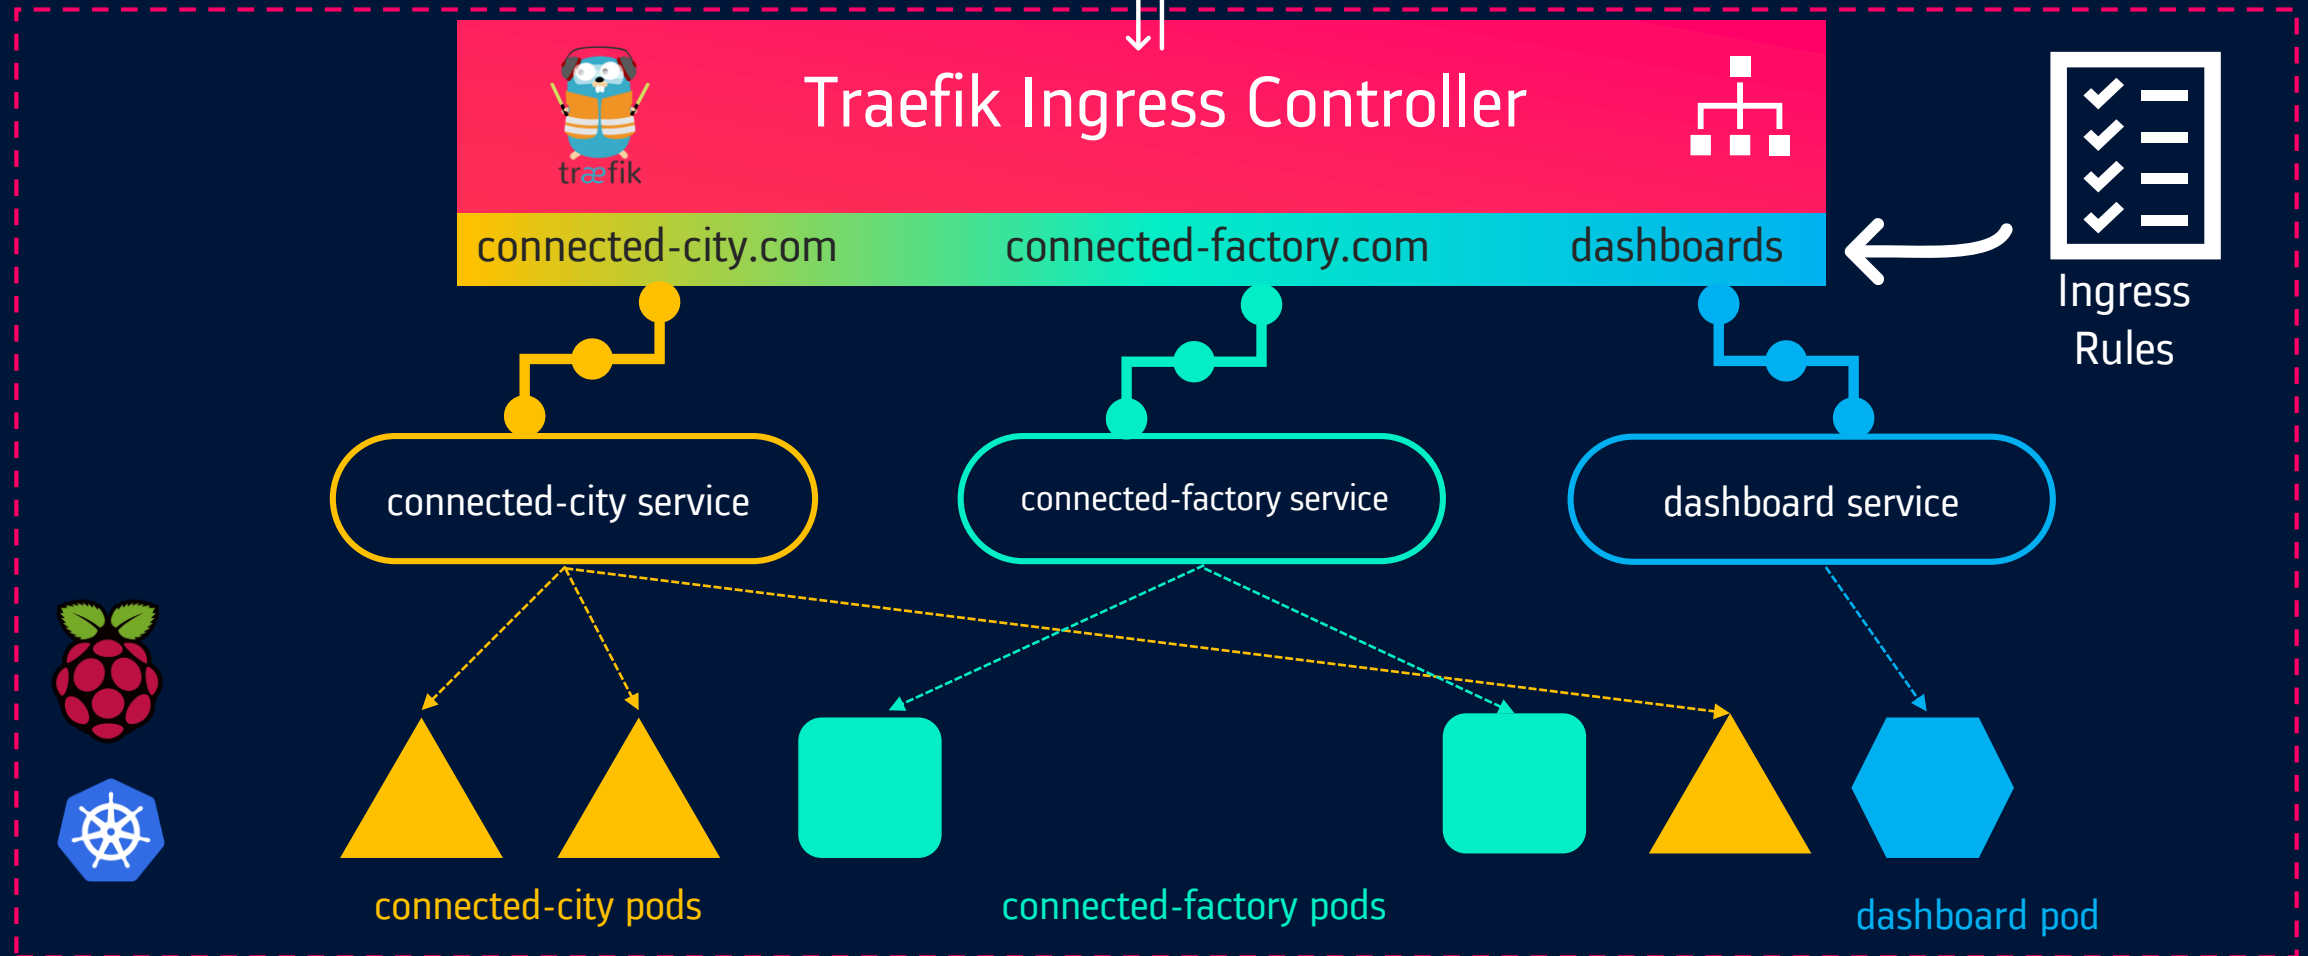 Traefik Ingress Controller
træfik
connected-city.com
connected-factory.com
dashboards
Ingress
Rules
connected-city service
connected-factory service
dashboard service
connected-city pods
connected-factory pods
dashboard pod